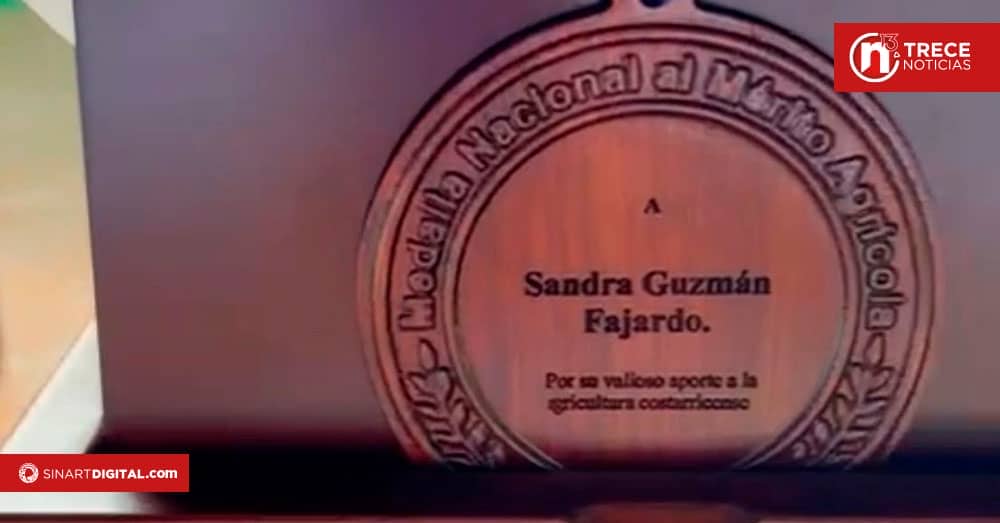 13
TRECE
NOTICIAS
Medalla Nacional al Mérito Agrícola
A
Sandra Guzmán
Fajardo.
Por su valioso aporte a la
agricultura costarricense
SINARTDIGITAL.com